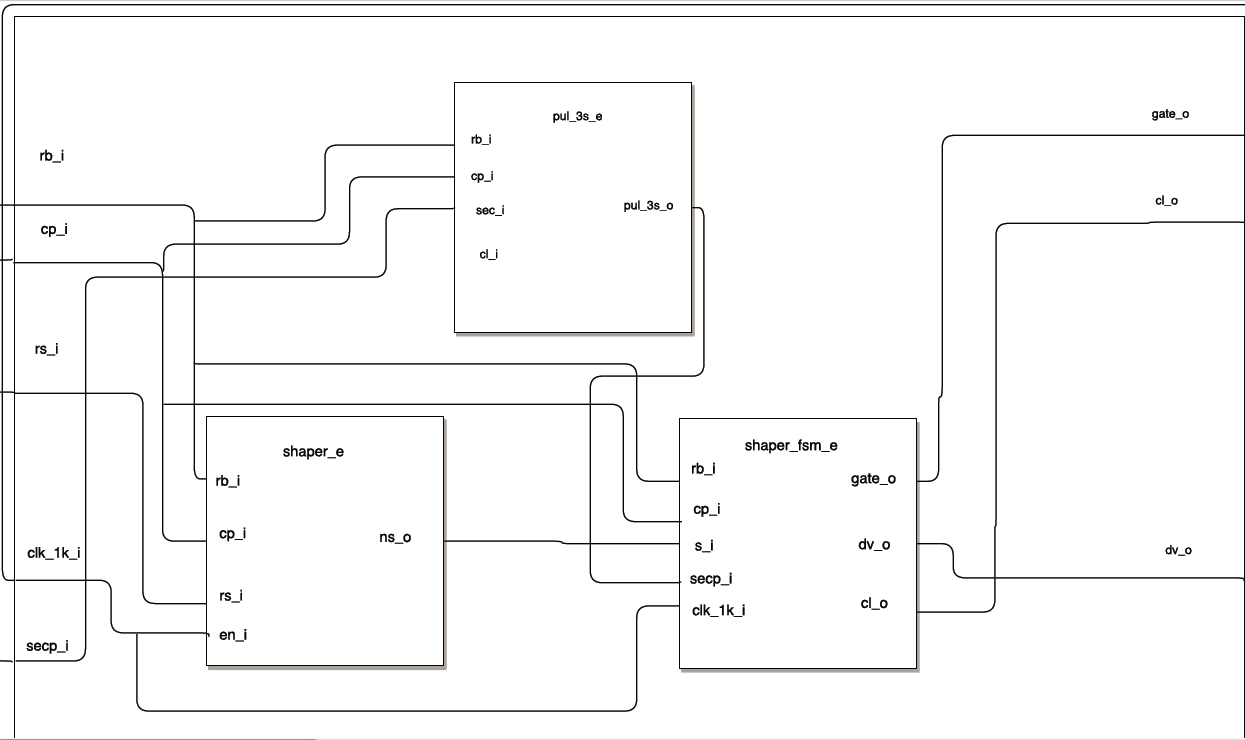 rb_i
cp_i
rs_i
clk_1k_i
secp_i
pul_3s_e
rb_i
cp_i
sec_i
cl_i
pul_3s_o
shaper_e
rb_i
cp_i
rs_i
en_i
ns_o
shaper_fsm_e
rb_i
cp_i
s_i
secp_i
clk_1k_i
gate_o
dv_o
cl_o
gate_o
cl_o
dv_o